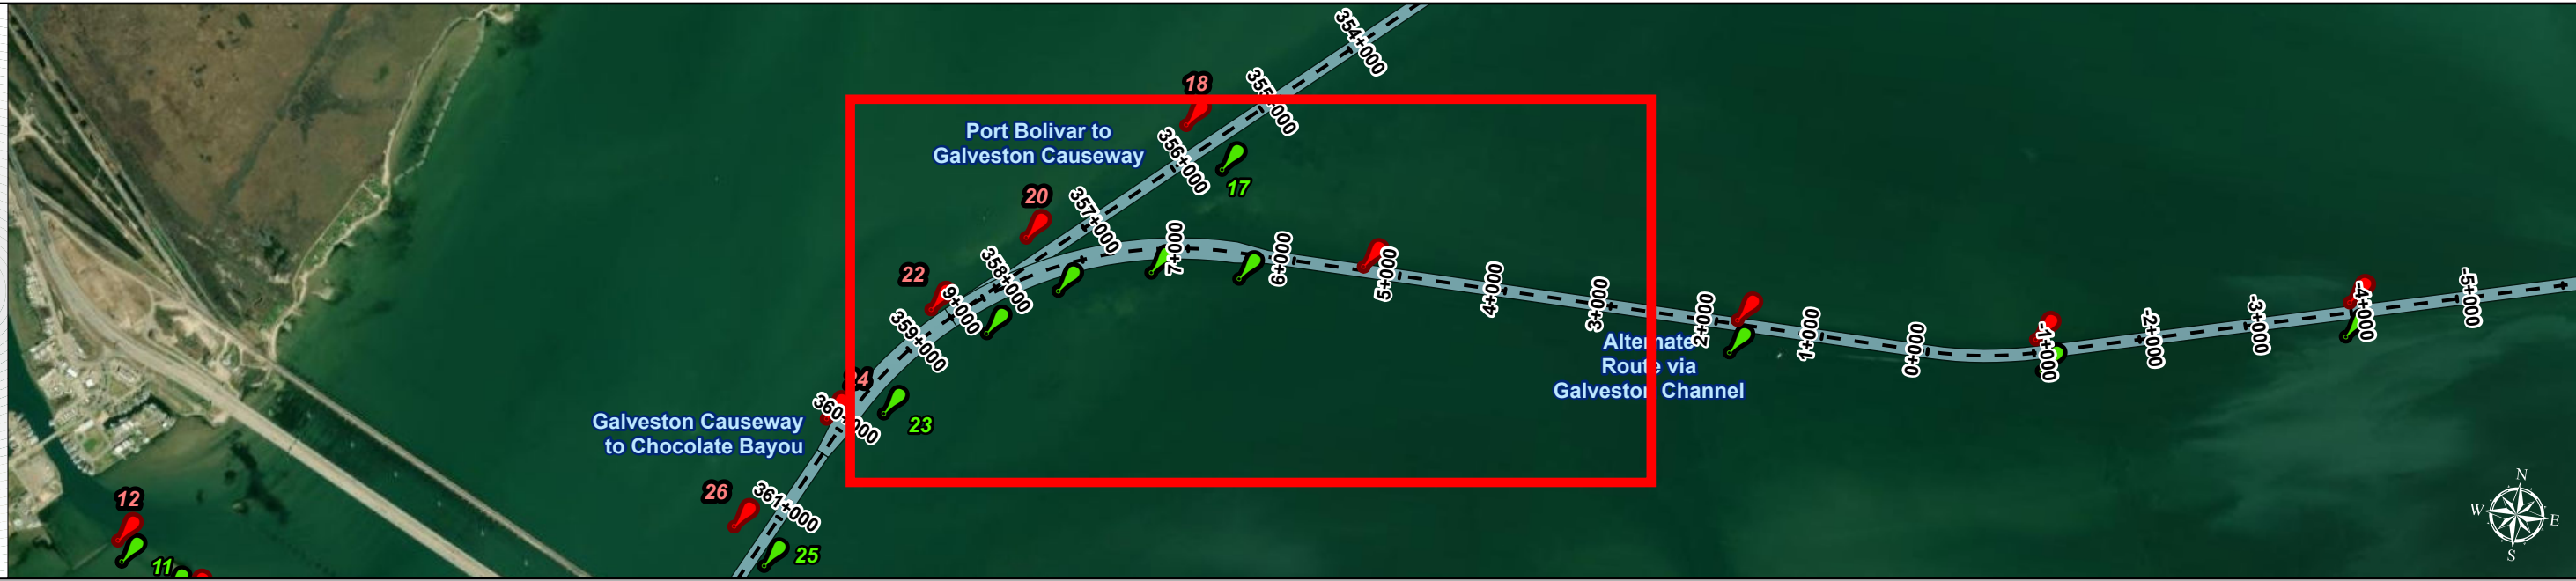 354+000
18
355+000
Port Bolivar to
Galveston Causeway
356+000
17
20
357+000
22
358+000
9+000
7+000
6+000
5+000
4+000
3+000
2+000
1+000
0+000
-1+000
-2+000
-3+000
-4+000
-5+000
359+000
Alternate
Route via
Galveston Channel
24
360+000
23
Galveston Causeway
to Chocolate Bayou
26
361+000
25
12
11
N
W
E
S